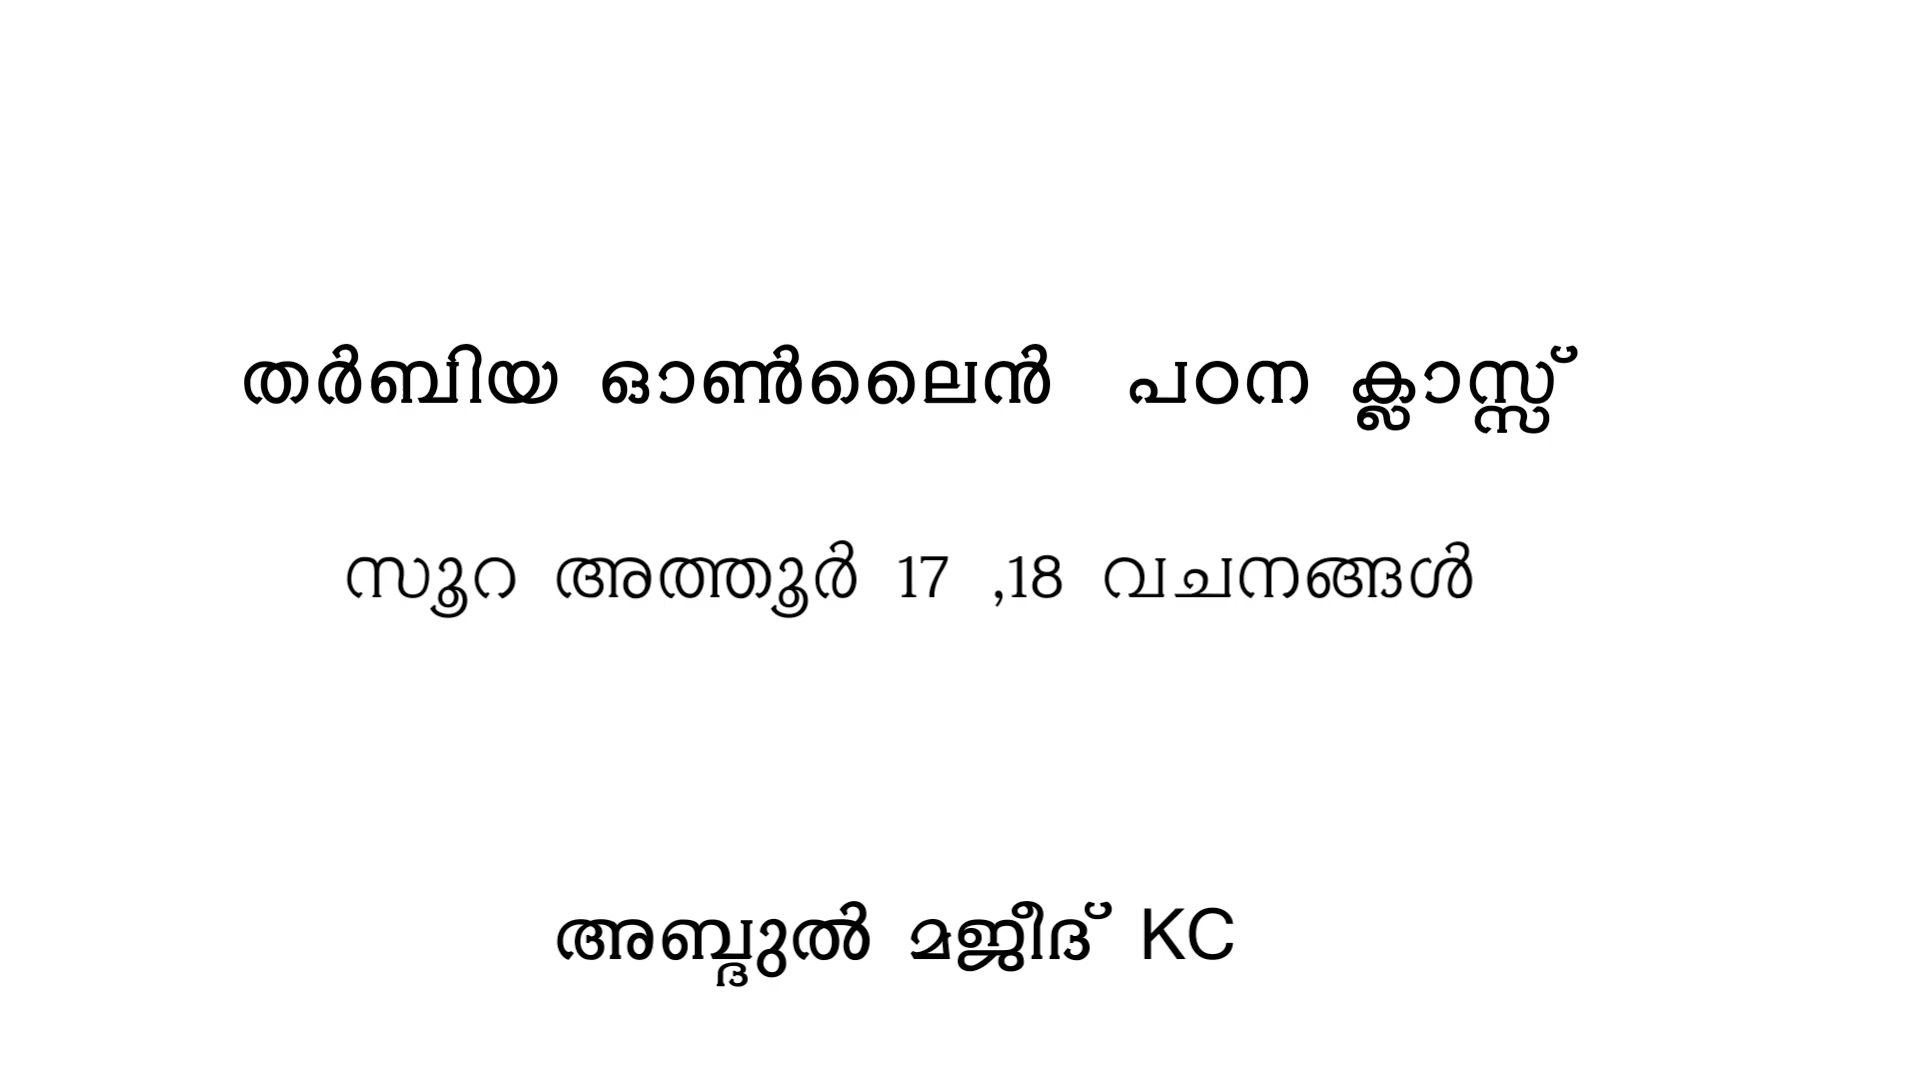 തർബിയ ഓൺലൈൻ പഠന ക്ലാസ്സ്
സൂറ അത്തൂർ 17 ,18 വചനങ്ങൾ
അബ്ദുൽ മജീദ് KC